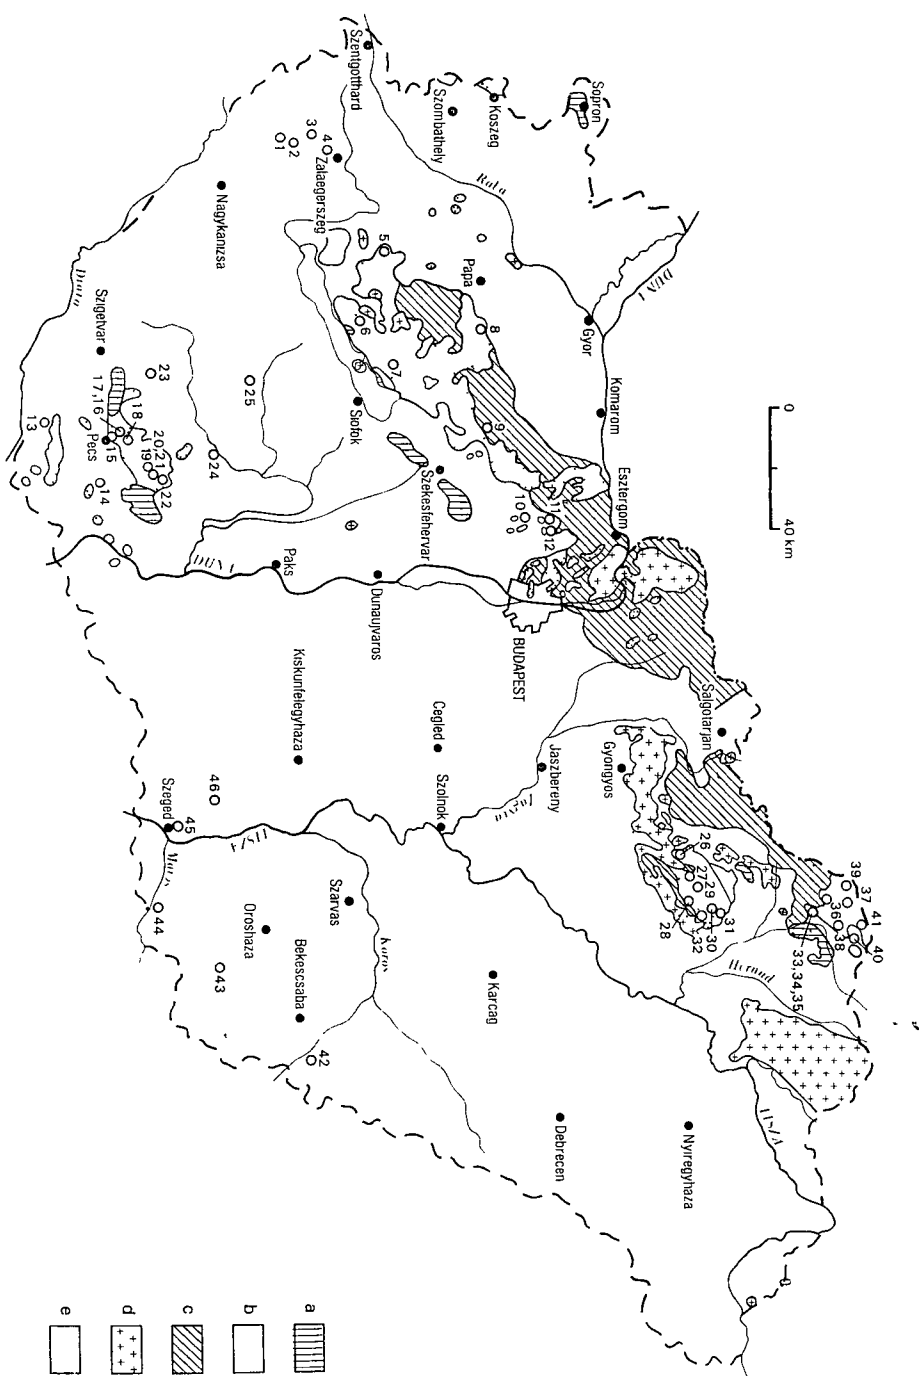 Sopron
Koszeg
Szombathely
Szentgotthard
Raba
DUNA
Gyor
Komarom
Esztergom
0
40 km
Papa
Zalaegerszeg
1
2
3
4
5
6
7
8
9
10
11
12
Nagykanizsa
Siofok
Szekesfehervar
BUDAPEST
Dunaujvaros
Paks
DUNA
Szigetvar
Pecs
13
14
15
17,16
18
19
20,21
22
23
24
25
Salgotarjan
Gyongyos
Jaszbereny
Cegled
Szolnok
Kiskunfelegyhaza
Szeged
TISZA
Maros
Koros
Szarvas
Oroshaza
Bekescsaba
Karcag
Debrecen
Nyiregyhaza
TISZA
Hernad
26
27
28
29
30
31
32
33,34,35
36
37
38
39
40
41
42
43
44
45
46
a
b
c
d
e